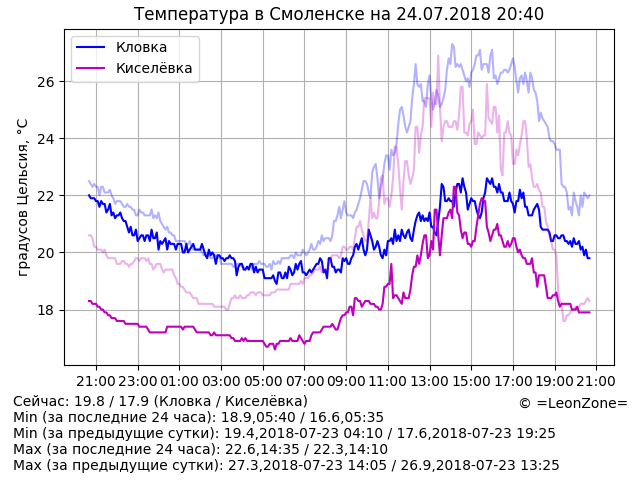 Температура в Смоленске на 24.07.2018 20:40
Кловка
Киселёвка
градусов Цельсия, °C
26
24
22
20
18
21:00 23:00 01:00 03:00 05:00 07:00 09:00 11:00 13:00 15:00 17:00 19:00 21:00
Сейчас: 19.8 / 17.9 (Кловка / Киселёвка)
© =LeonZone=
Min (за последние 24 часа): 18.9,05:40 / 16.6,05:35
Min (за предыдущие сутки): 19.4,2018-07-23 04:10 / 17.6,2018-07-23 19:25
Max (за последние 24 часа): 22.6,14:35 / 22.3,14:10
Max (за предыдущие сутки): 27.3,2018-07-23 14:05 / 26.9,2018-07-23 13:25